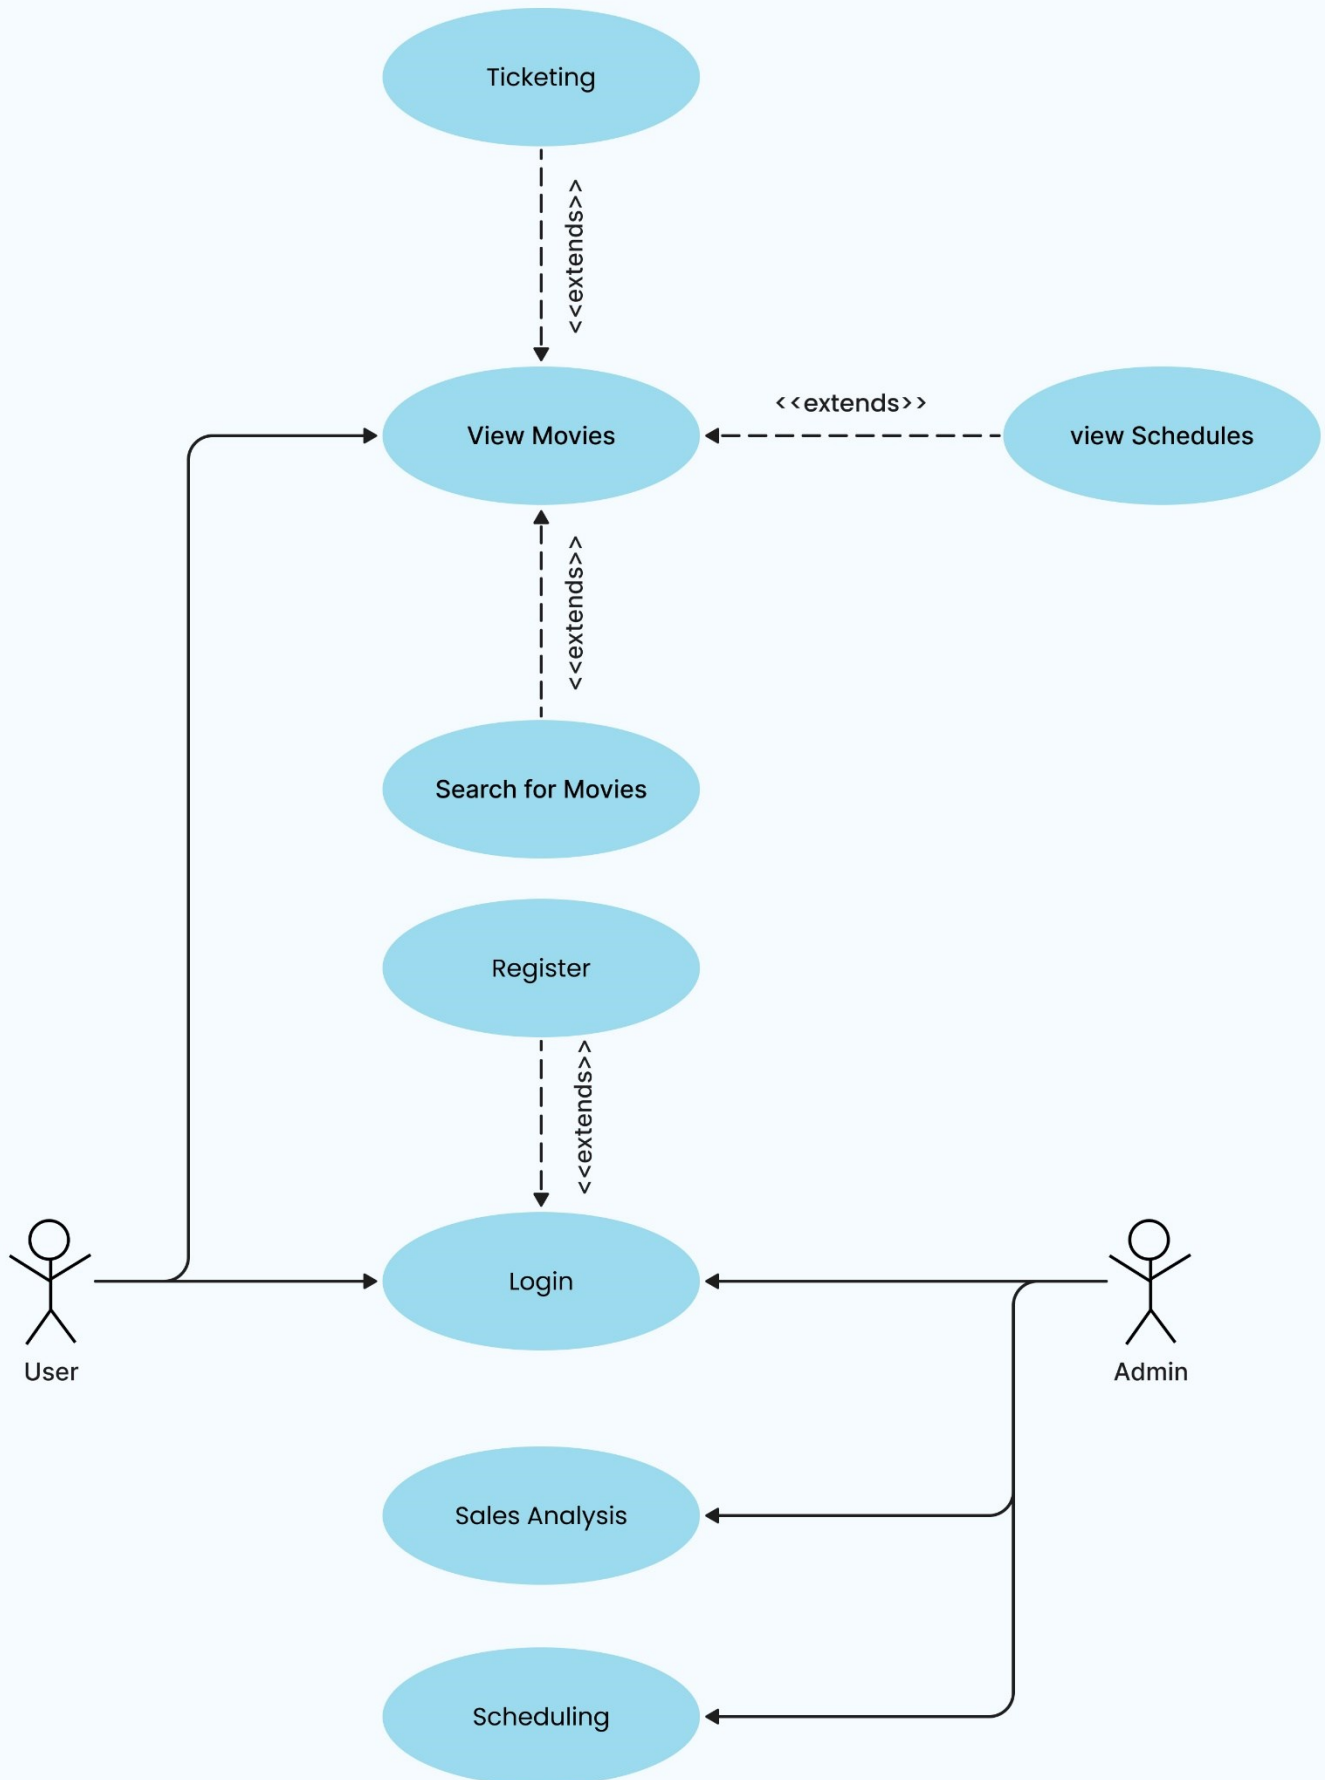 Ticketing
<<extends>>
View Movies
<<extends>>
view Schedules
<<extends>>
Search for Movies
Register
<<extends>>
Login
User
Admin
Sales Analysis
Scheduling